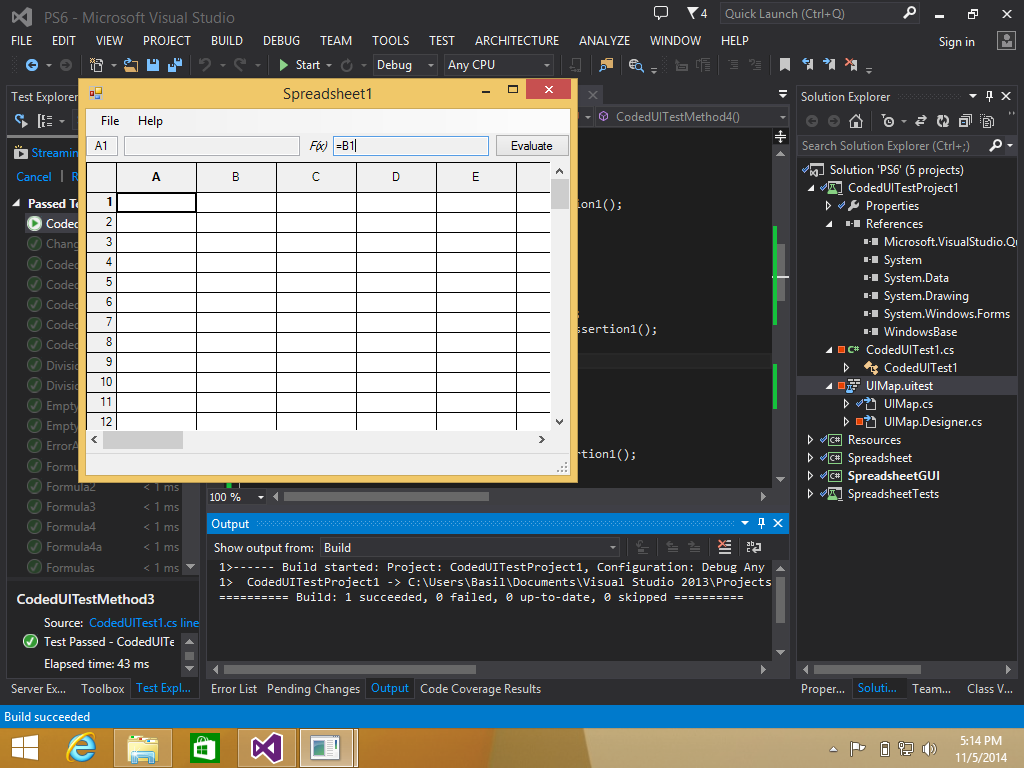 PS6 - Microsoft Visual Studio
4
Quick Launch (Ctrl+Q)
FILE EDIT VIEW PROJECT BUILD DEBUG TEAM TOOLS TEST ARCHITECTURE ANALYZE WINDOW HELP
Sign in
Start
Debug
Any CPU
Test Explorer
Streamin
Cancel
R
Passed Te
Coded
Chang
Coded
Coded
Coded
Coded
Coded
Divisio
Divisio
Empty
Empty
ErrorA
Formu
Formula2 < 1 ms
Formula3 < 1 ms
Formula4 < 1 ms
Formula4a < 1 ms
Formulas < 1 ms
CodedUITestMethod3
Source: CodedUITest1.cs line
Test Passed - CodedUITe
Elapsed time: 43 ms
Server Ex... Toolbox Test Expl...
Spreadsheet1
File Help
A1
F(x)
=B1
Evaluate
A B C D E
1
2
3
4
5
6
7
8
9
10
11
12
CodedUITestMethod4()
sertion1();
ssertion1();
rtion1();
100 %
Output
Show output from: Build
1>------ Build started: Project: CodedUITestProject1, Configuration: Debug Any
1>  CodedUITestProject1 -> C:\Users\Basil\Documents\Visual Studio 2013\Projects
========== Build: 1 succeeded, 0 failed, 0 up-to-date, 0 skipped ==========
Error List Pending Changes Output Code Coverage Results
Solution Explorer
Search Solution Explorer (Ctrl+;)
Solution 'PS6' (5 projects)
CodedUITestProject1
Properties
References
Microsoft.VisualStudio.Qu
System
System.Data
System.Drawing
System.Windows.Forms
WindowsBase
CodedUITest1.cs
CodedUITest1
UIMap.uitest
UIMap.cs
UIMap.Designer.cs
Resources
Spreadsheet
SpreadsheetGUI
SpreadsheetTests
Proper... Soluti... Team... Class V...
Build succeeded
5:14 PM
11/5/2014